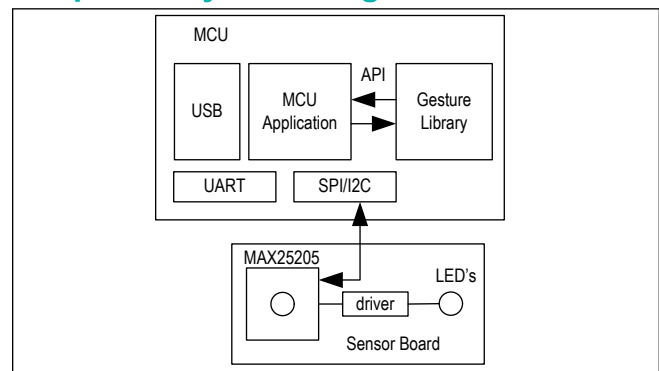 MCU
USB
MCU
Application
API
Gesture
Library
UART
SPI/I2C
MAX25205
LED's
driver
Sensor Board